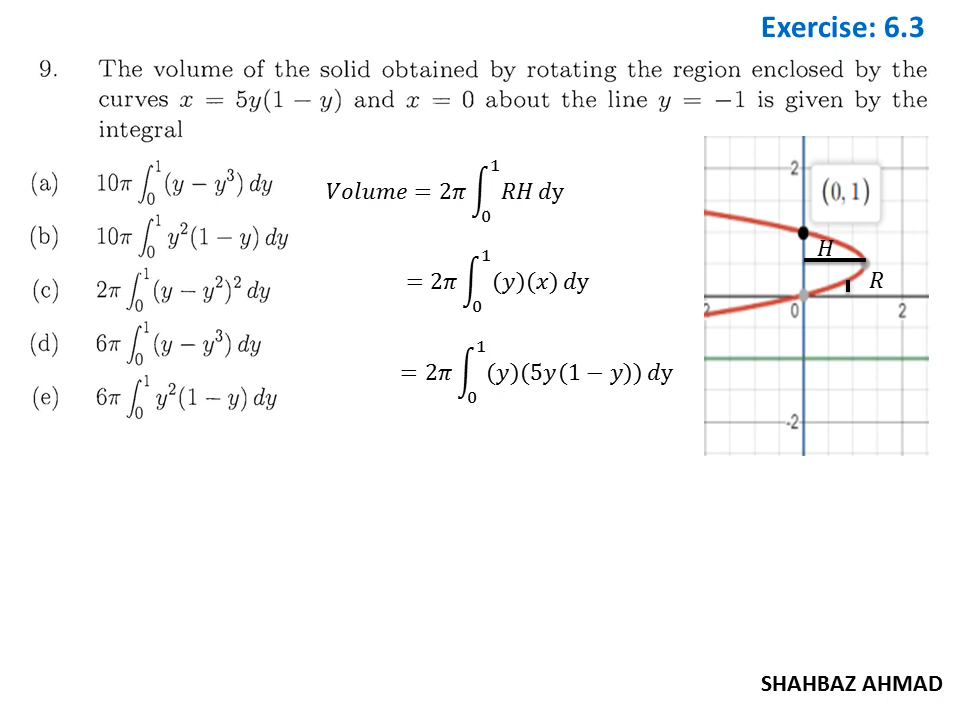 Exercise: 6.3
9. The volume of the solid obtained by rotating the region enclosed by the
curves x = 5y(1 − y) and x = 0 about the line y = −1 is given by the
integral
(a) 10π ∫₀¹ (y − y³) dy
(b) 10π ∫₀¹ y²(1 − y) dy
(c) 2π ∫₀¹ (y − y²)² dy
(d) 6π ∫₀¹ (y − y³) dy
(e) 6π ∫₀¹ y²(1 − y) dy
Volume = 2π ∫₀¹ RH dy
= 2π ∫₀¹ (y)(x) dy
= 2π ∫₀¹ (y)(5y(1 − y)) dy
2
(0, 1)
H
R
0
2
-2
SHAHBAZ AHMAD